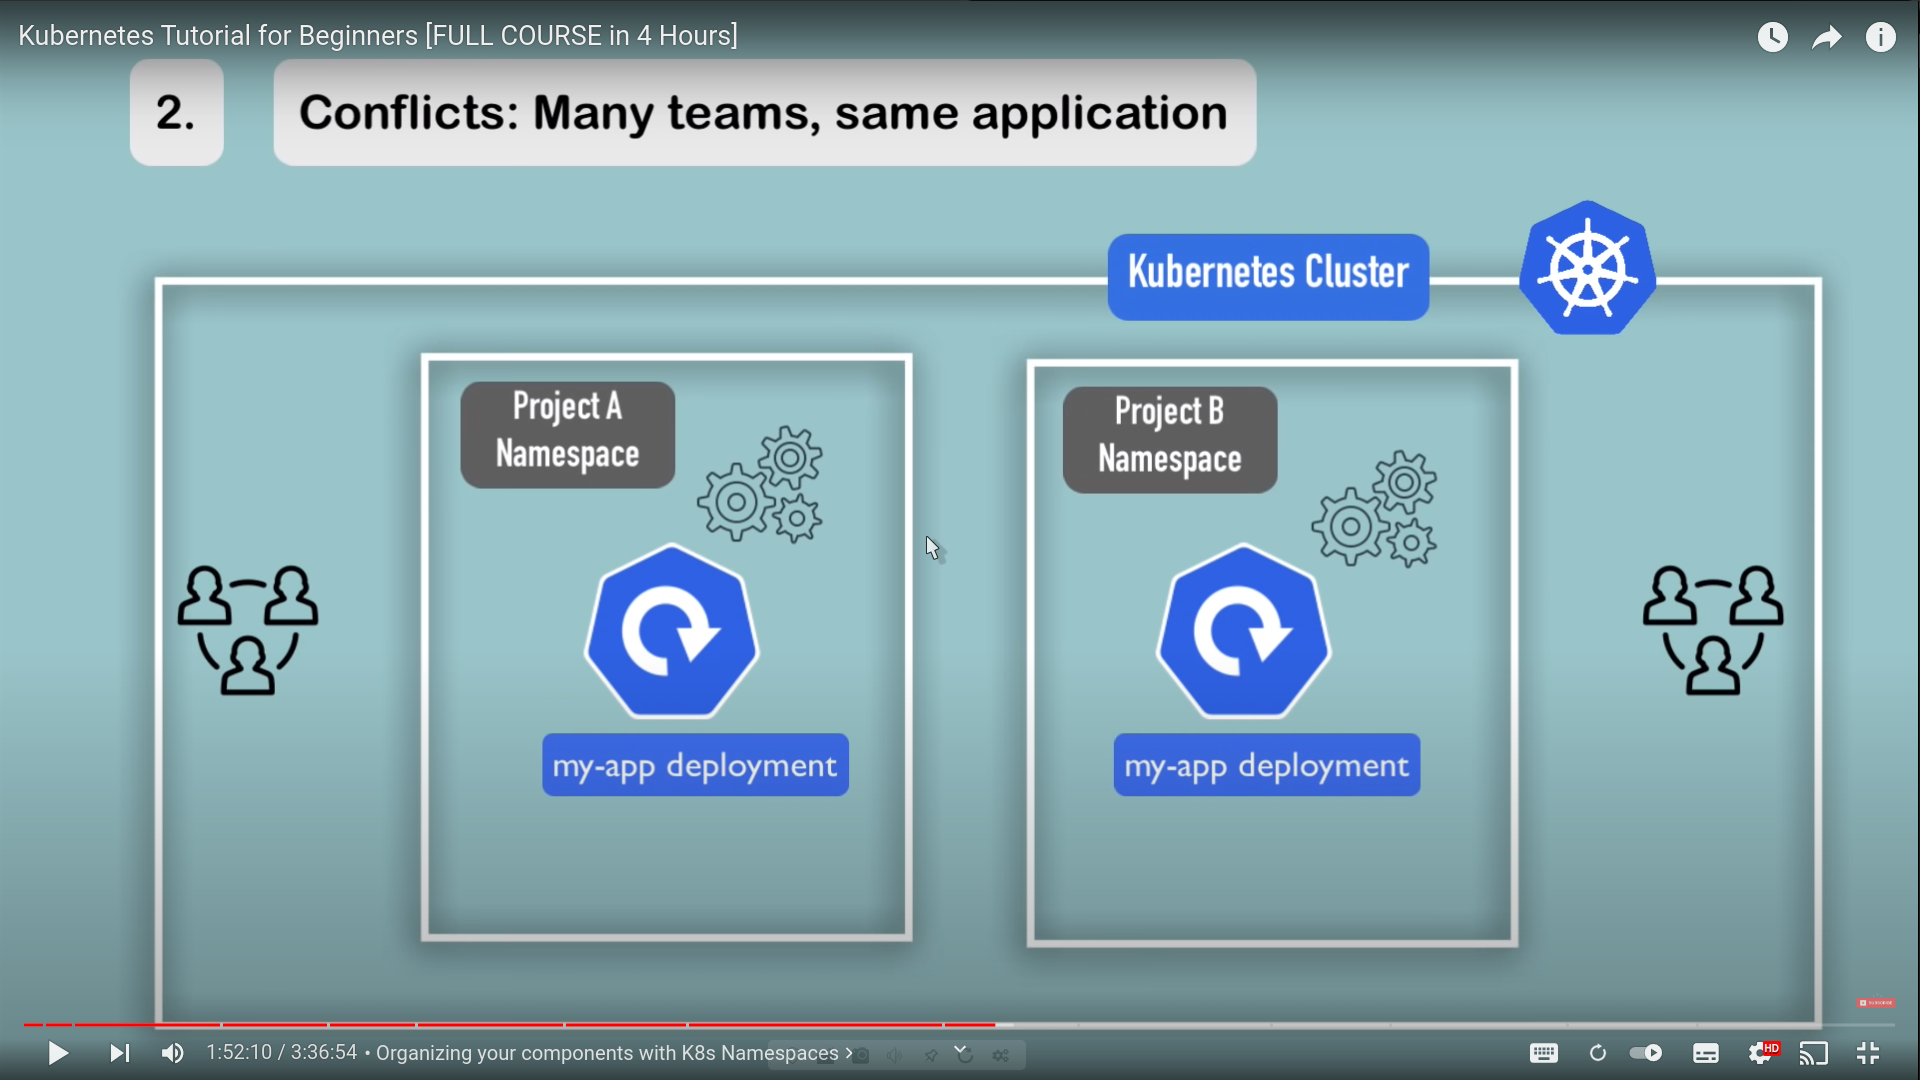 Kubernetes Tutorial for Beginners [FULL COURSE in 4 Hours]
2.
Conflicts: Many teams, same application
Kubernetes Cluster
Project A
Namespace
Project B
Namespace
my-app deployment
my-app deployment
SUBSCRIBE
1:52:10 / 3:36:54 • Organizing your components with K8s Namespaces >
HD